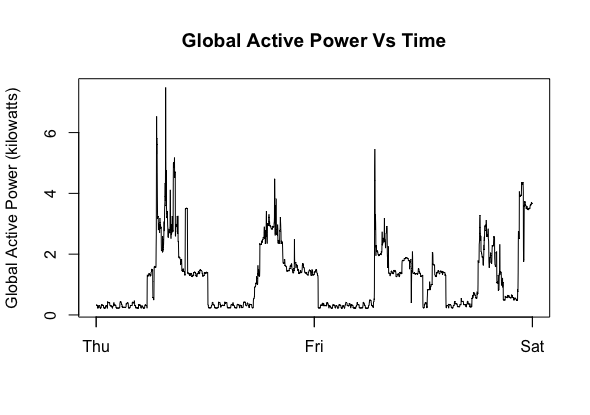 Global Active Power Vs Time
Global Active Power (kilowatts)
6
4
2
0
Thu
Fri
Sat